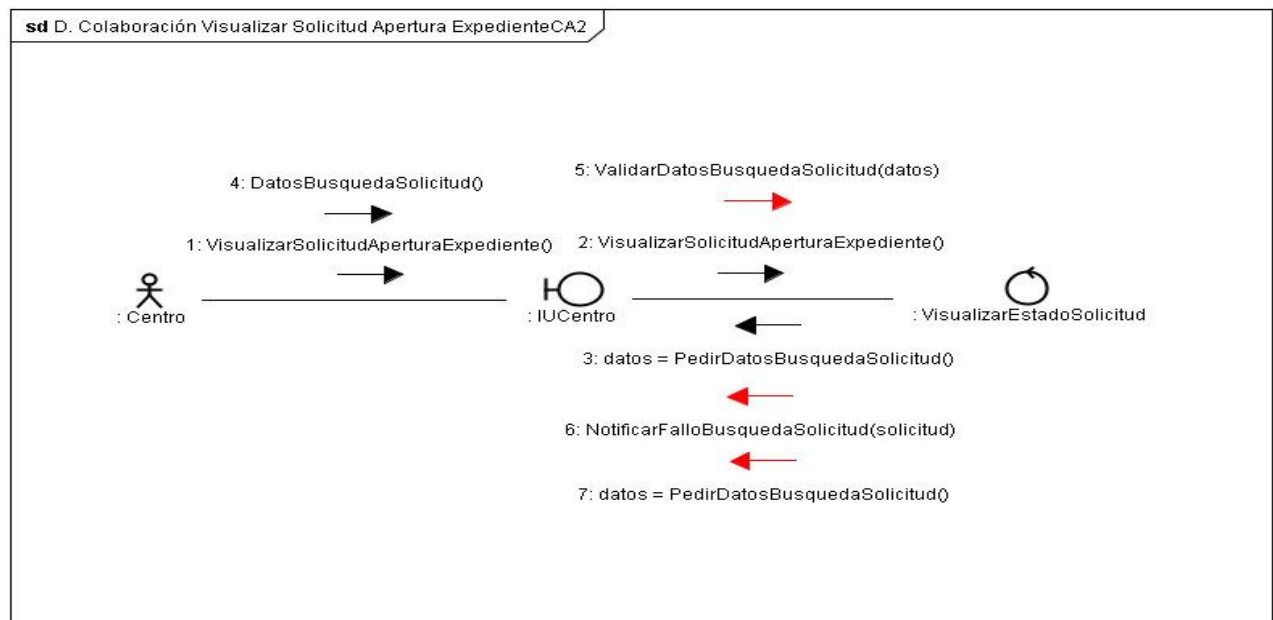 sd D. Colaboración Visualizar Solicitud Apertura ExpedienteCA2
5: ValidarDatosBusquedaSolicitud(datos)
4: DatosBusquedaSolicitud()
1: VisualizarSolicitudAperturaExpediente()
2: VisualizarSolicitudAperturaExpediente()
: Centro
: IUCentro
: VisualizarEstadoSolicitud
3: datos = PedirDatosBusquedaSolicitud()
6: NotificarFalloBusquedaSolicitud(solicitud)
7: datos = PedirDatosBusquedaSolicitud()